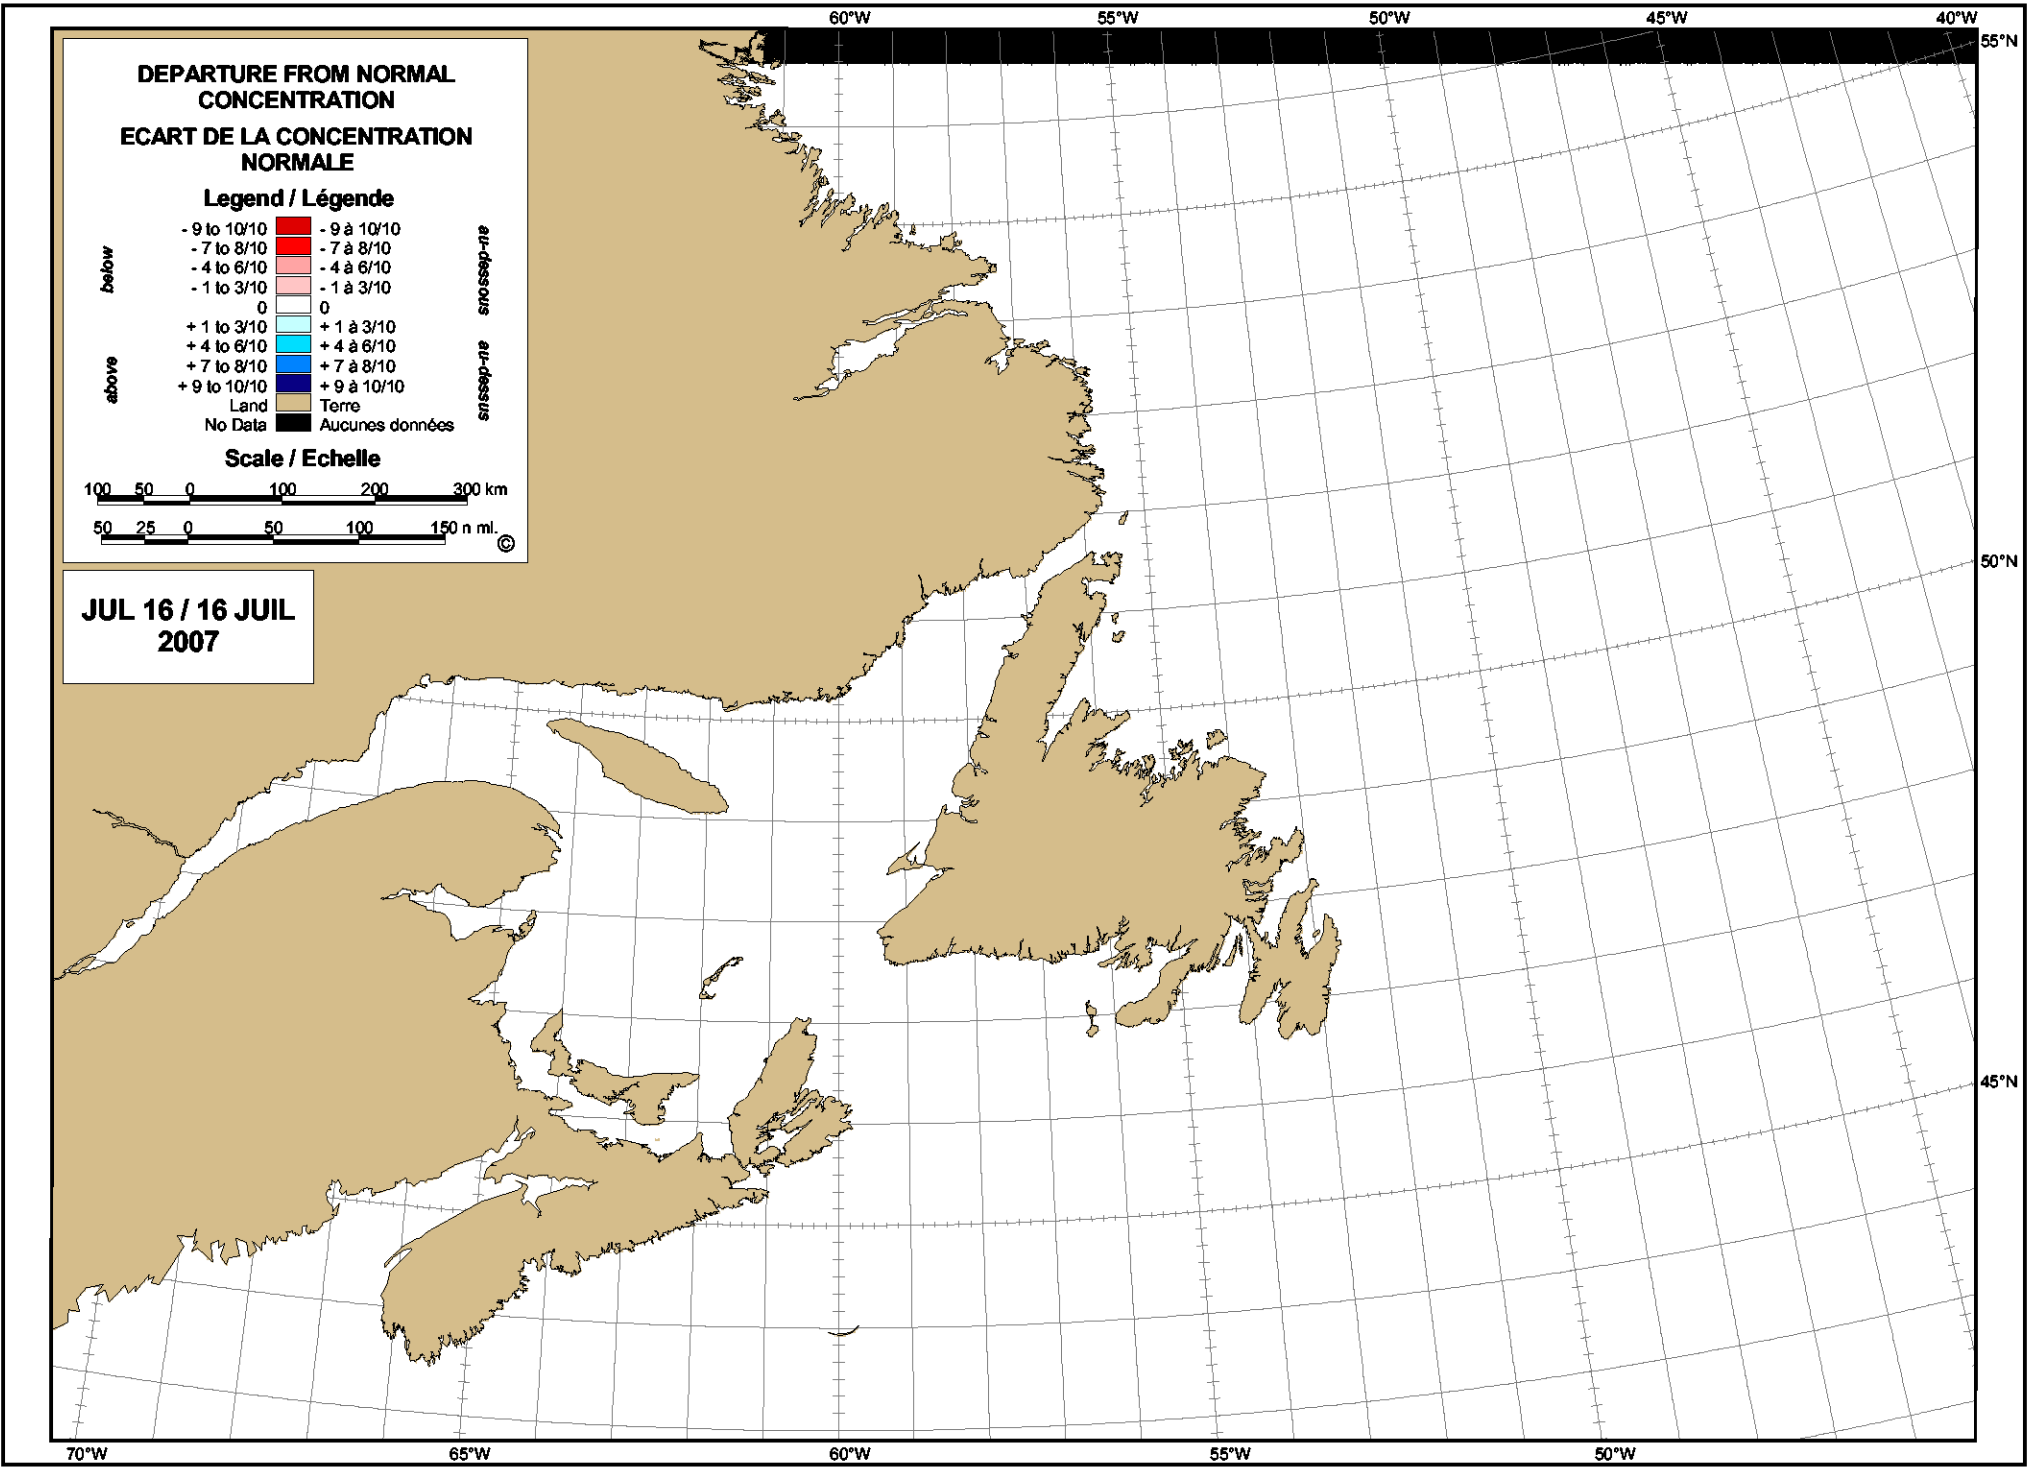 60°W 55°W 50°W 45°W 40°W
55°N
DEPARTURE FROM NORMAL
CONCENTRATION
ECART DE LA CONCENTRATION
NORMALE
Legend / Légende
- 9 to 10/10 - 9 à 10/10
- 7 to 8/10 - 7 à 8/10
- 4 to 6/10 - 4 à 6/10
- 1 to 3/10 - 1 à 3/10
0 0
+ 1 to 3/10 + 1 à 3/10
+ 4 to 6/10 + 4 à 6/10
+ 7 to 8/10 + 7 à 8/10
+ 9 to 10/10 + 9 à 10/10
Land Terre
No Data Aucunes données
below
above
au-dessous
au-dessus
Scale / Echelle
100 50 0 100 200 300 km
50 25 0 50 100 150 n ml.
©
50°N
JUL 16 / 16 JUIL
2007
45°N
70°W 65°W 60°W 55°W 50°W